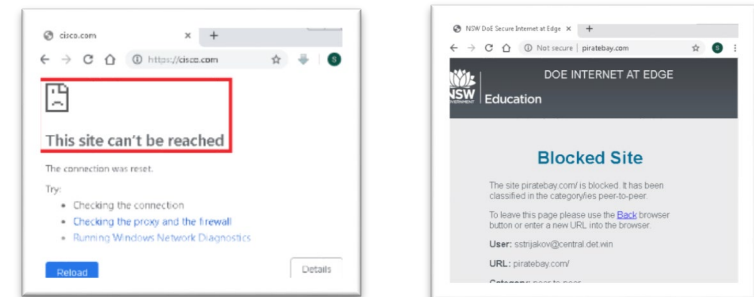 cisco.com
https://cisco.com
S
This site can't be reached
The connection was reset.
Try:
• Checking the connection
• Checking the proxy and the firewall
• Running Windows Network Diagnostics
Reload
Details
NSW DoE Secure Internet at Edge
Not secure | piratebay.com
S
NSW
GOVERNMENT
Education
DOE INTERNET AT EDGE
Blocked Site
The site piratebay.com/ is blocked. It has been
classified in the category/ies peer-to-peer.
To leave this page please use the Back browser
button or enter a new URL into the browser.
User: sstnjakov@central.det.win
URL: piratebay.com/
Category: peer-to-peer